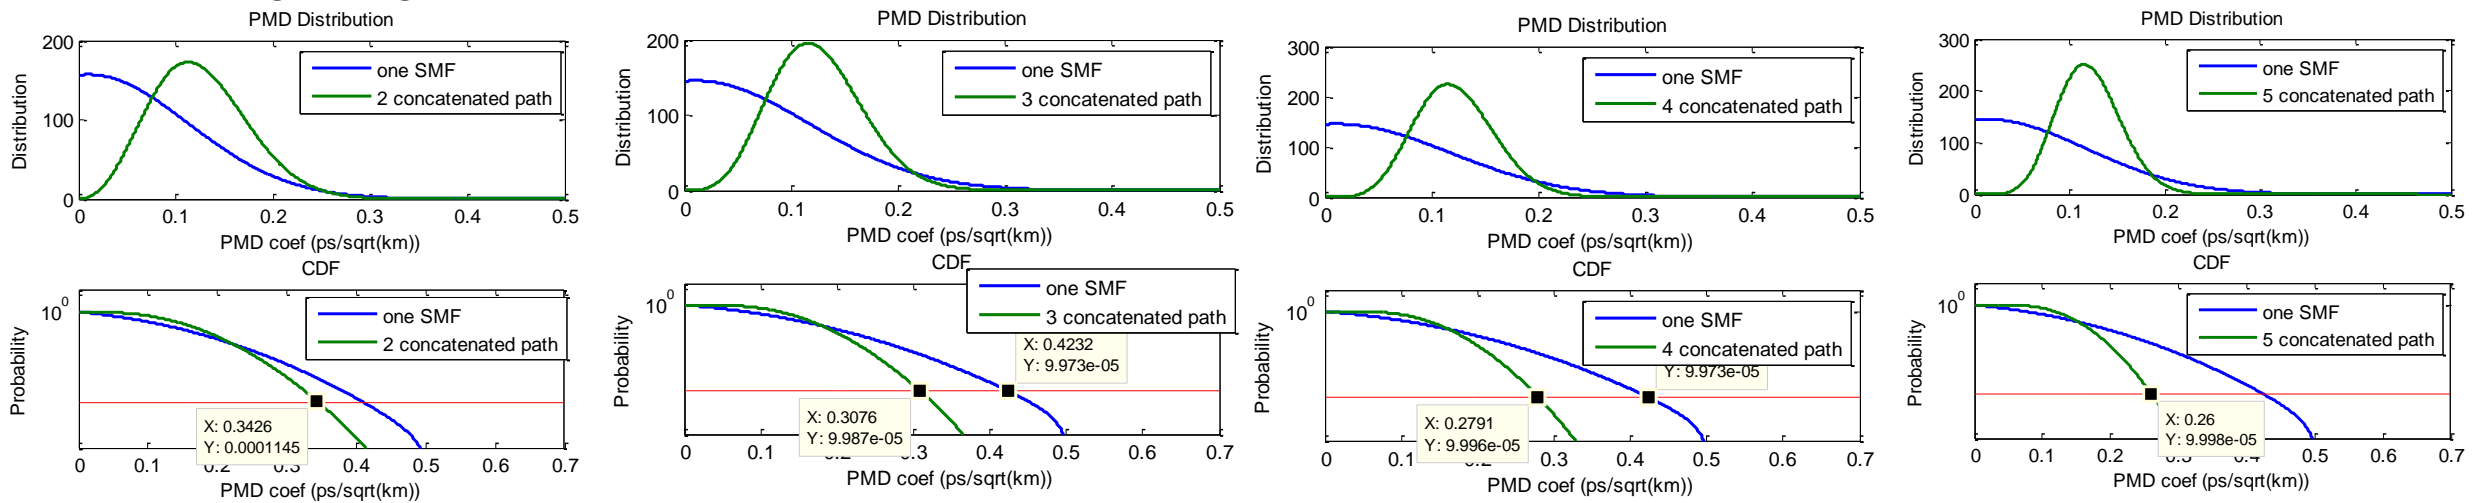 PMD Distribution
200
100
0
Distribution
one SMF
2 concatenated path
0 0.1 0.2 0.3 0.4 0.5
PMD coef (ps/sqrt(km))
CDF
10^0
Probability
one SMF
2 concatenated path
X: 0.3426
Y: 0.0001145
0 0.1 0.2 0.3 0.4 0.5 0.6 0.7
PMD coef (ps/sqrt(km))
PMD Distribution
200
100
0
Distribution
one SMF
3 concatenated path
0 0.1 0.2 0.3 0.4 0.5
PMD coef (ps/sqrt(km))
CDF
10^0
Probability
one SMF
3 concatenated path
X: 0.4232
Y: 9.973e-05
X: 0.3076
Y: 9.987e-05
0 0.1 0.2 0.3 0.4 0.5 0.6 0.7
PMD coef (ps/sqrt(km))
PMD Distribution
300
200
100
0
Distribution
one SMF
4 concatenated path
0 0.1 0.2 0.3 0.4 0.5
PMD coef (ps/sqrt(km))
CDF
10^0
Probability
one SMF
4 concatenated path
Y: 9.973e-05
X: 0.2791
Y: 9.996e-05
0 0.1 0.2 0.3 0.4 0.5 0.6 0.7
PMD coef (ps/sqrt(km))
PMD Distribution
300
200
100
0
Distribution
one SMF
5 concatenated path
0 0.1 0.2 0.3 0.4 0.5
PMD coef (ps/sqrt(km))
CDF
10^0
Probability
one SMF
5 concatenated path
X: 0.26
Y: 9.998e-05
0 0.1 0.2 0.3 0.4 0.5 0.6 0.7
PMD coef (ps/sqrt(km))